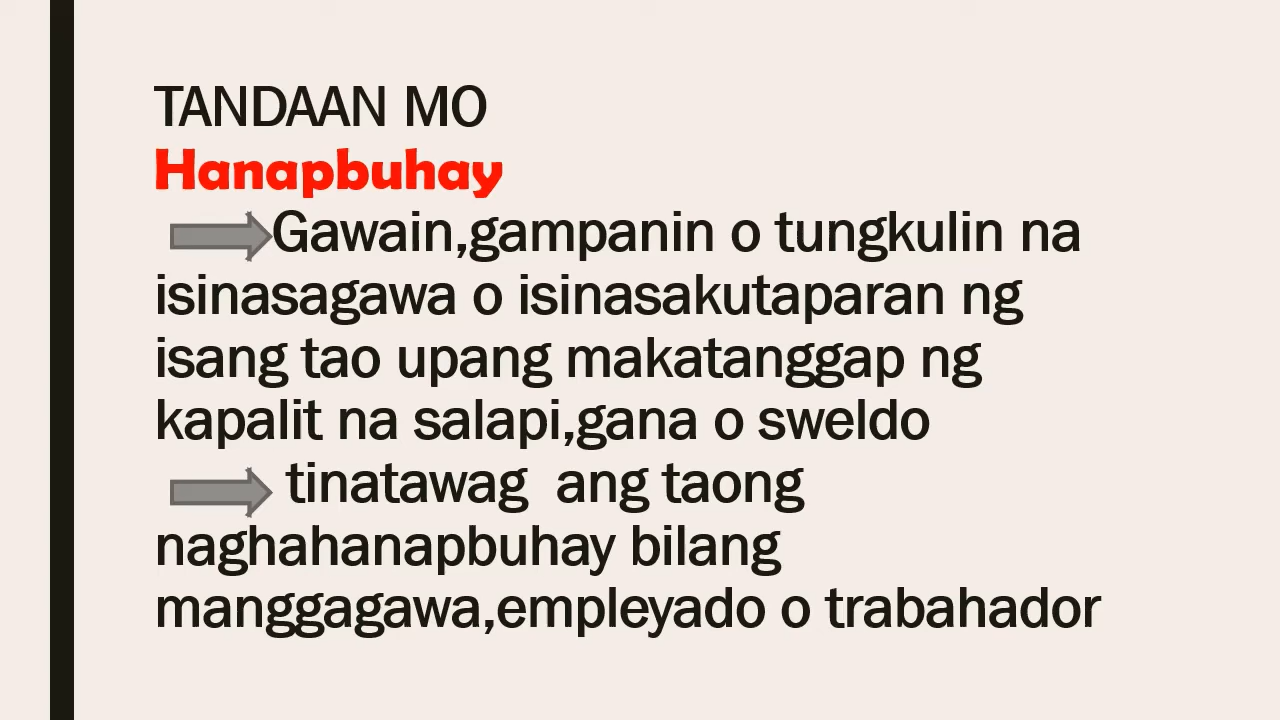 TANDAAN MO
Hanapbuhay
Gawain,gampanin o tungkulin na
isinasagawa o isinasakutaparan ng
isang tao upang makatanggap ng
kapalit na salapi,gana o sweldo
tinatawag  ang taong
naghahanapbuhay bilang
manggagawa,empleyado o trabahador